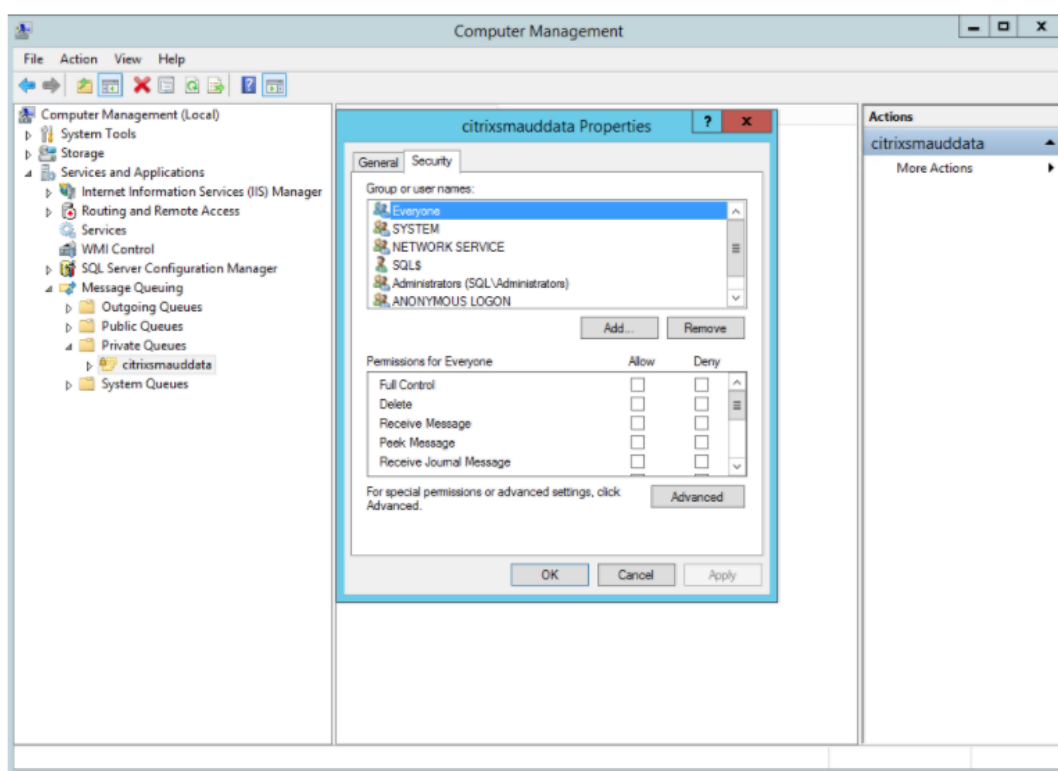 Computer Management
File Action View Help
Computer Management (Local)
System Tools
Storage
Services and Applications
Internet Information Services (IIS) Manager
Routing and Remote Access
Services
WMI Control
SQL Server Configuration Manager
Message Queuing
Outgoing Queues
Public Queues
Private Queues
citrixsmauddata
System Queues
citrixsmauddata Properties
General Security
Group or user names:
Everyone
SYSTEM
NETWORK SERVICE
SQL$
Administrators (SQL\Administrators)
ANONYMOUS LOGON
Add... Remove
Permissions for Everyone Allow Deny
Full Control
Delete
Receive Message
Peek Message
Receive Journal Message
For special permissions or advanced settings, click
Advanced.
Advanced
OK Cancel Apply
Actions
citrixsmauddata
More Actions